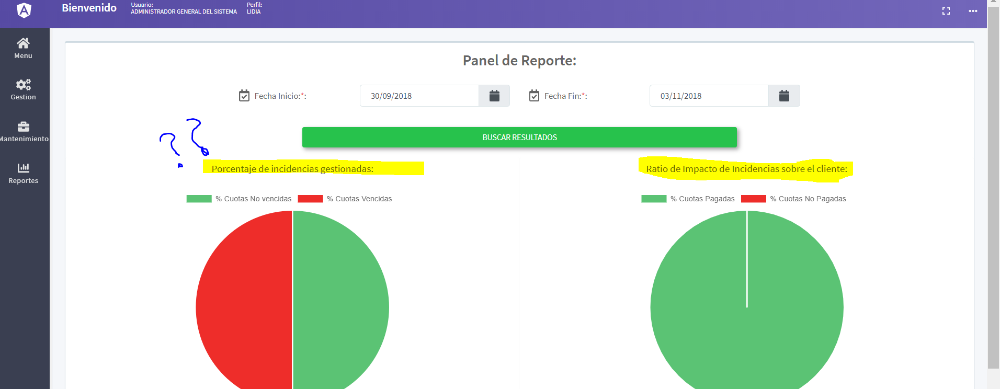 Bienvenido
Usuario:
ADMINISTRADOR GENERAL DEL SISTEMA
Perfil:
LIDIA
Menu
Gestion
Mantenimiento
Reportes
Panel de Reporte:
Fecha Inicio:*:
30/09/2018
Fecha Fin:*:
03/11/2018
BUSCAR RESULTADOS
? ?
Porcentaje de incidencias gestionadas:
% Cuotas No vencidas
% Cuotas Vencidas
Ratio de Impacto de Incidencias sobre el cliente:
% Cuotas Pagadas
% Cuotas No Pagadas